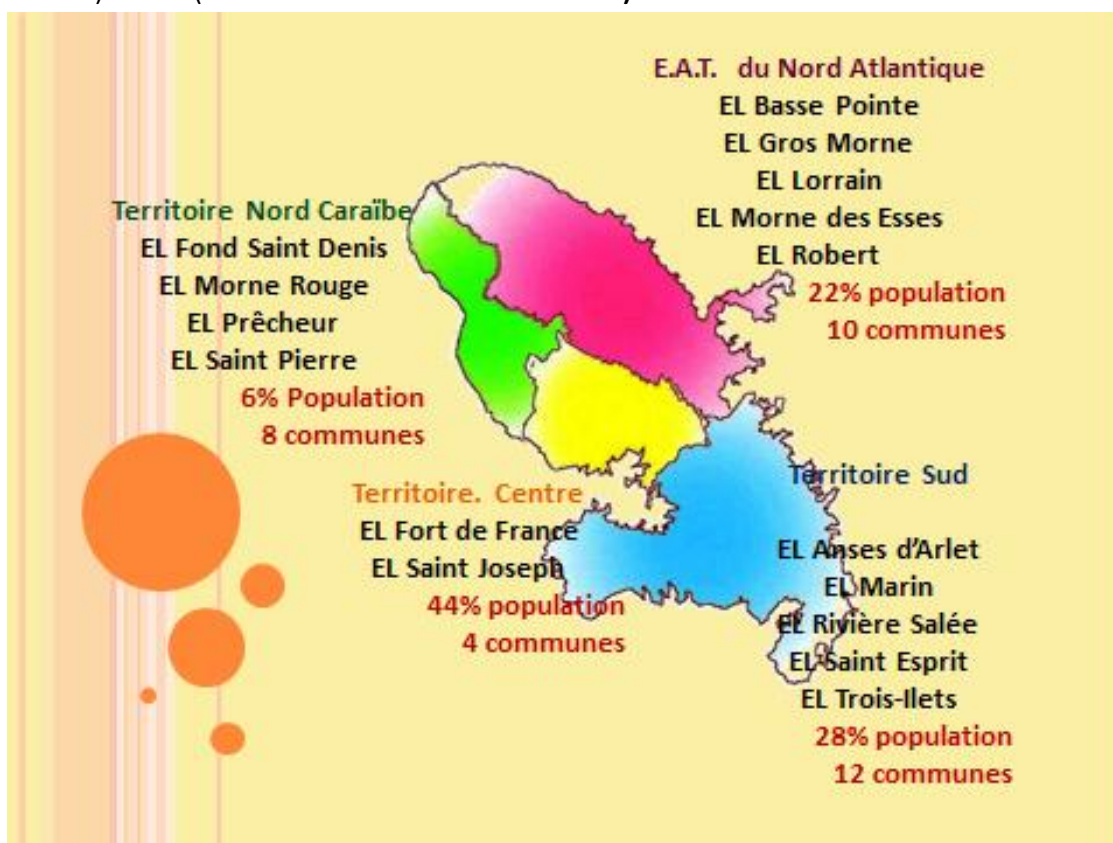 E.A.T. du Nord Atlantique
EL Basse Pointe
EL Gros Morne
EL Lorrain
EL Morne des Esses
EL Robert
22% population
10 communes
Territoire Nord Caraïbe
EL Fond Saint Denis
EL Morne Rouge
EL Prêcheur
EL Saint Pierre
6% Population
8 communes
Territoire. Centre
EL Fort de France
EL Saint Joseph
44% population
4 communes
Territoire Sud
EL Anses d'Arlet
EL Marin
EL Rivière Salée
EL Saint Esprit
EL Trois-Ilets
28% population
12 communes